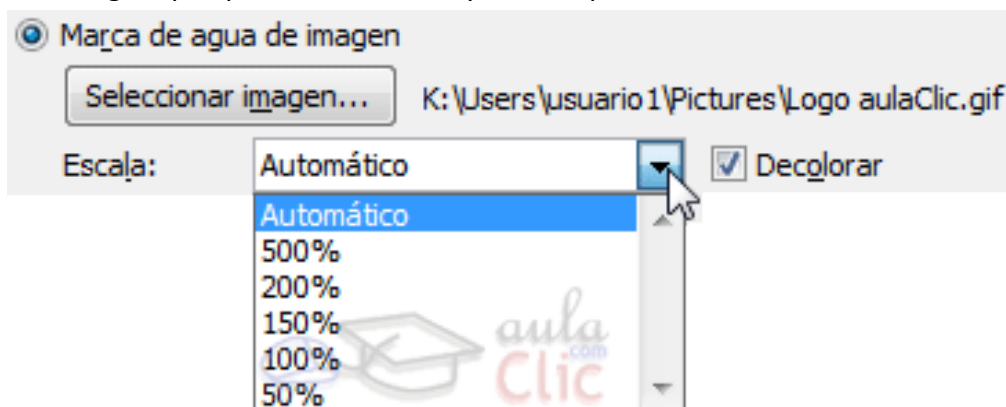 Marca de agua de imagen
Seleccionar imagen... K:\Users\usuario1\Pictures\Logo aulaClic.gif
Escala: Automático Decolorar
Automático
500%
200%
150%
100%
50%
aula
.com
Clic